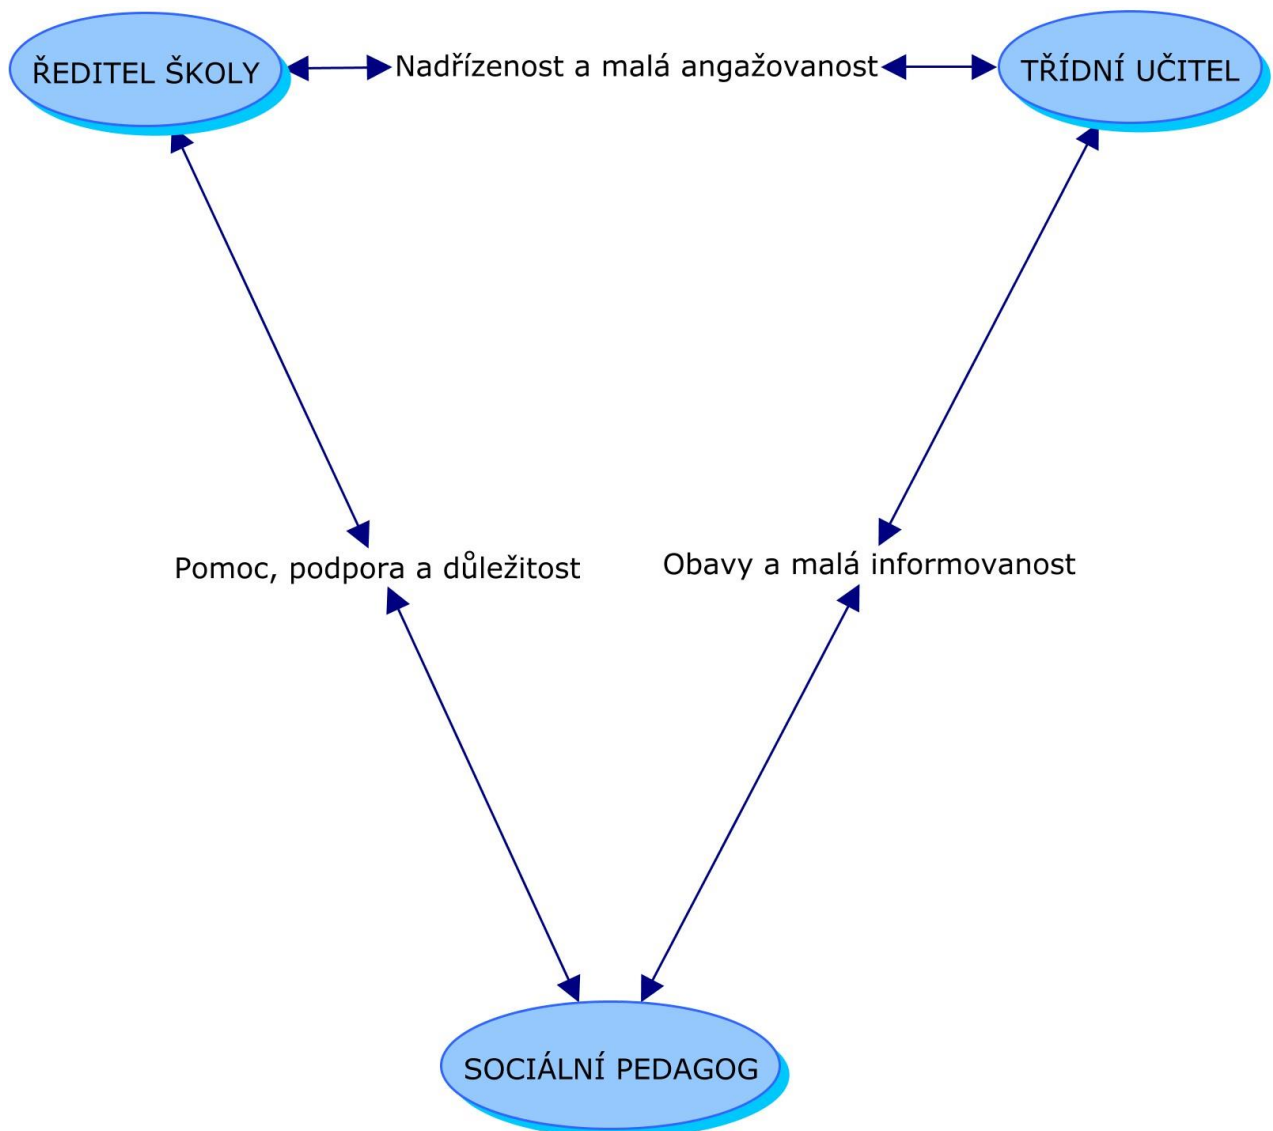 ŘEDITEL ŠKOLY
Nadřízenost a malá angažovanost
TŘÍDNÍ UČITEL
Pomoc, podpora a důležitost
Obavy a malá informovanost
SOCIÁLNÍ PEDAGOG